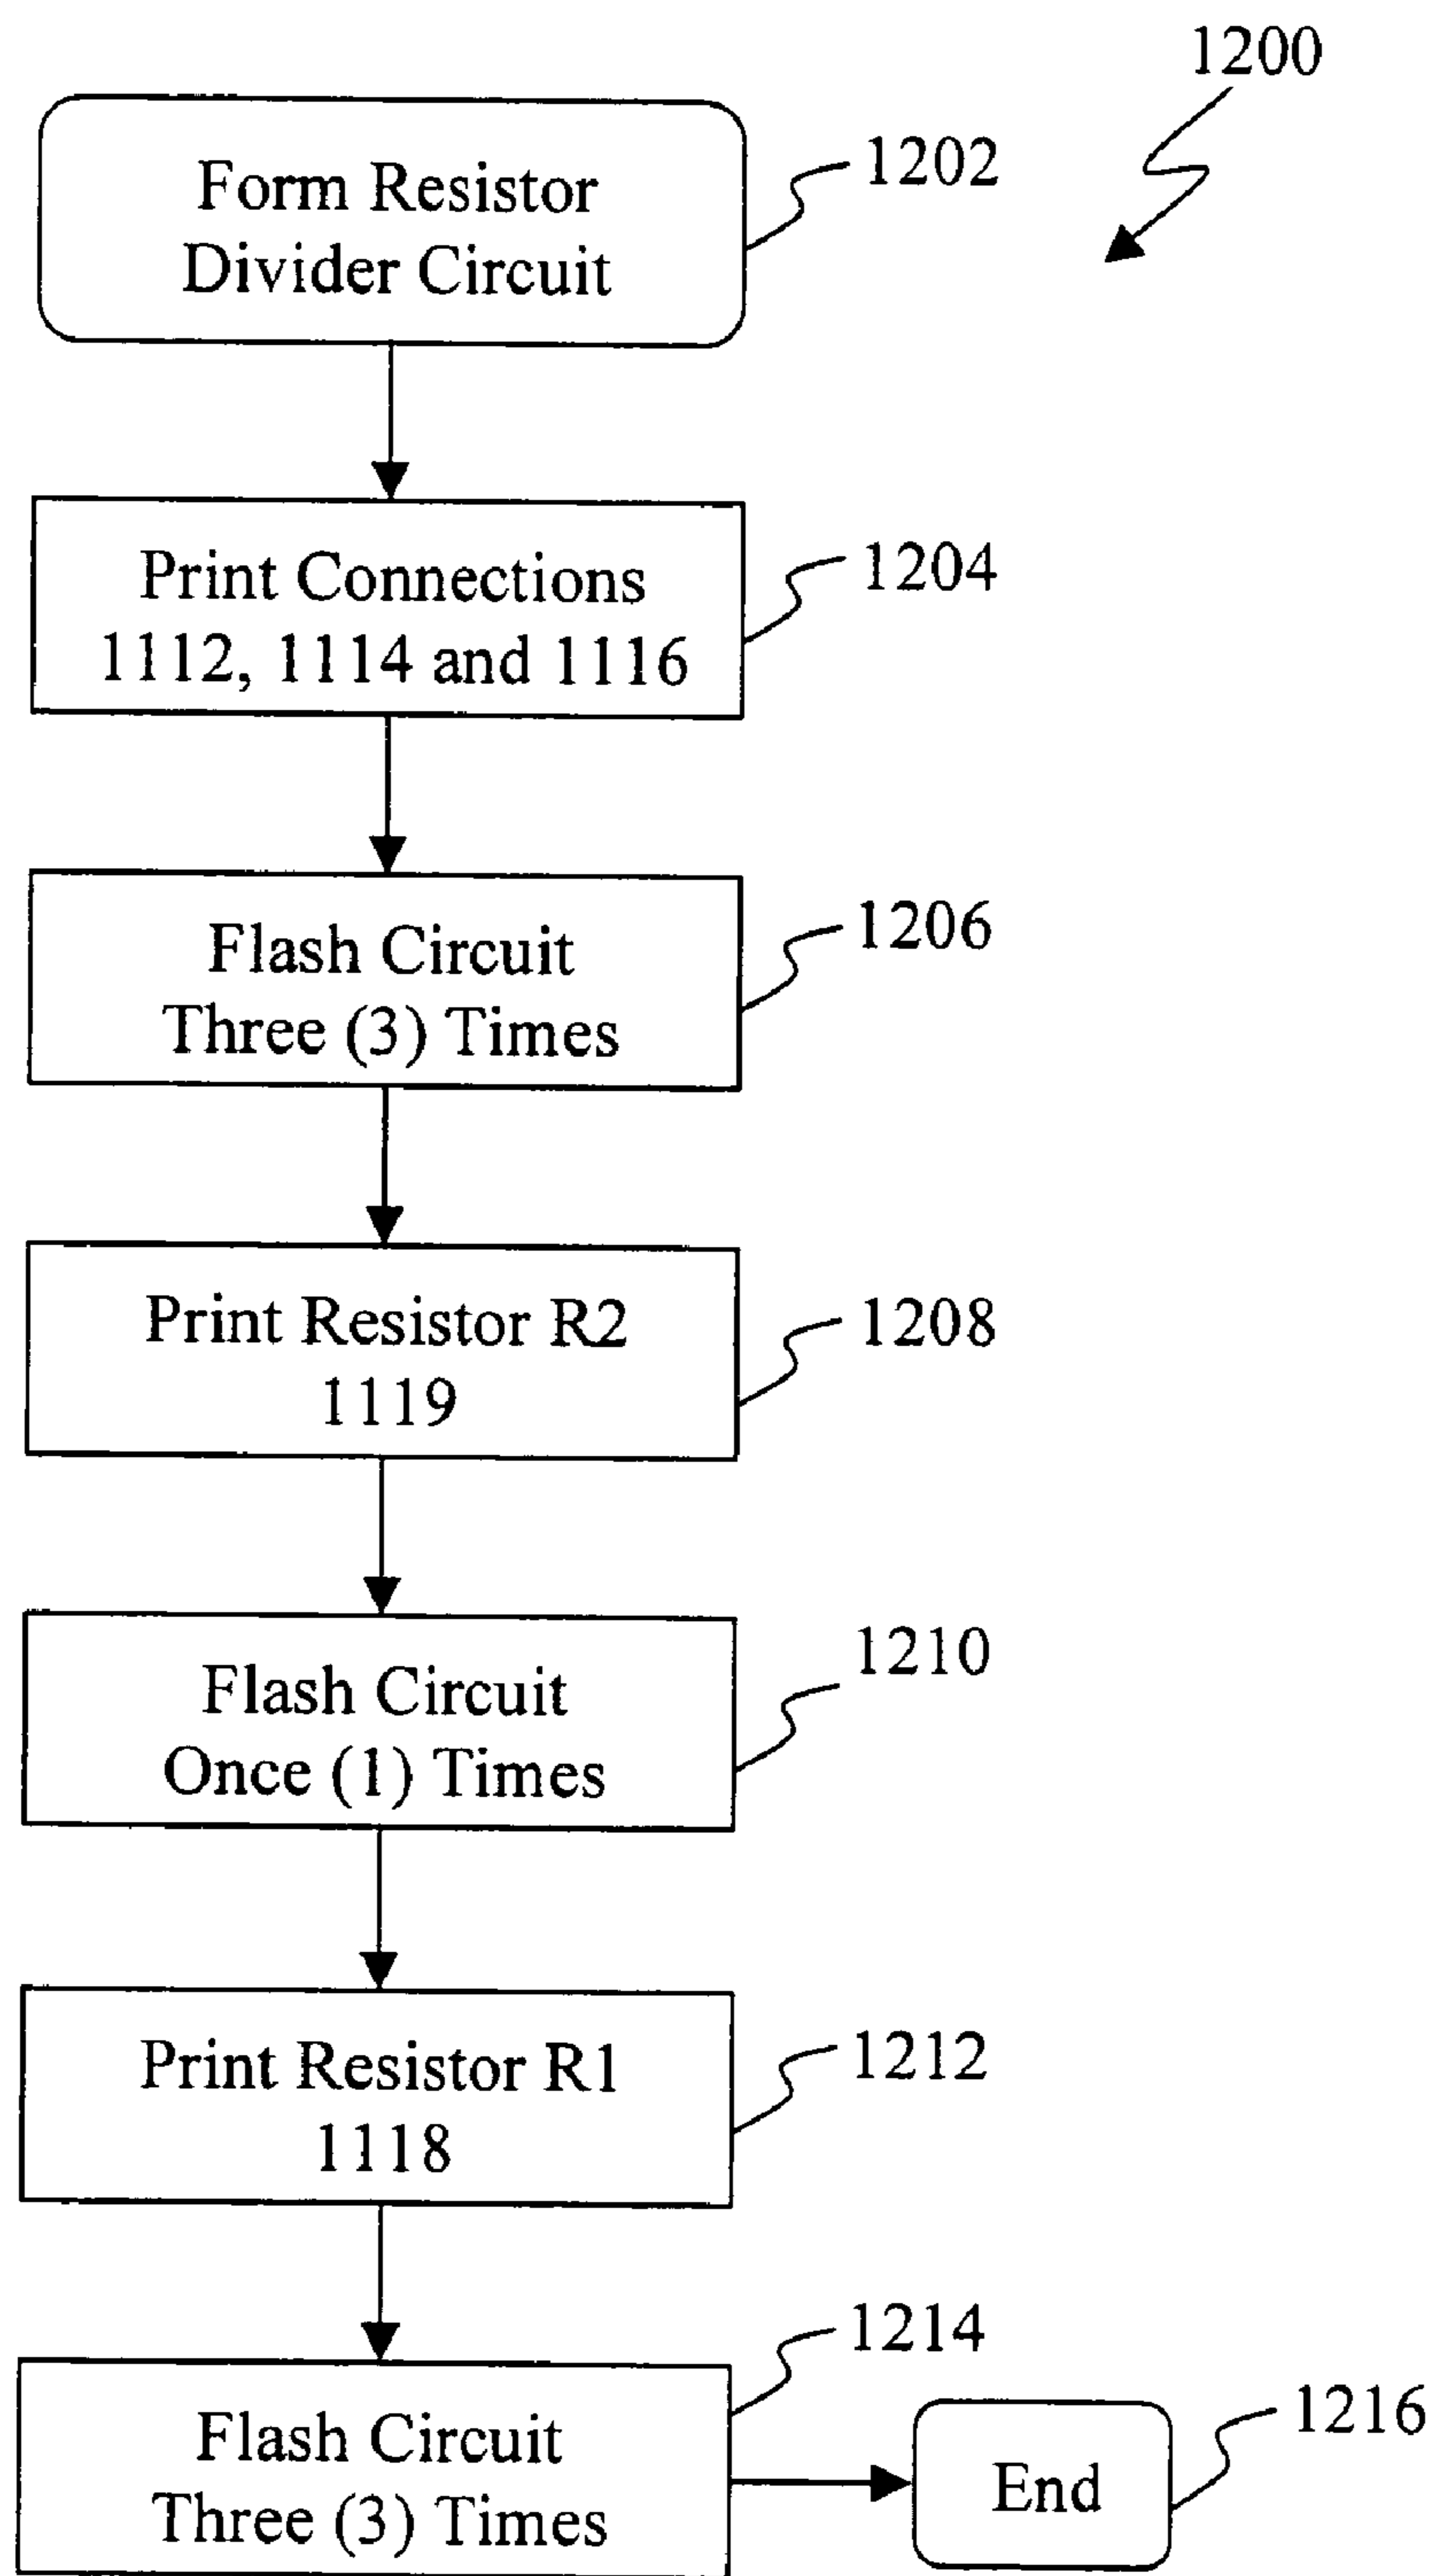 1200
Form Resistor
Divider Circuit
1202
Print Connections
1112, 1114 and 1116
1204
Flash Circuit
Three (3) Times
1206
Print Resistor R2
1119
1208
Flash Circuit
Once (1) Times
1210
Print Resistor R1
1118
1212
Flash Circuit
Three (3) Times
1214
End
1216